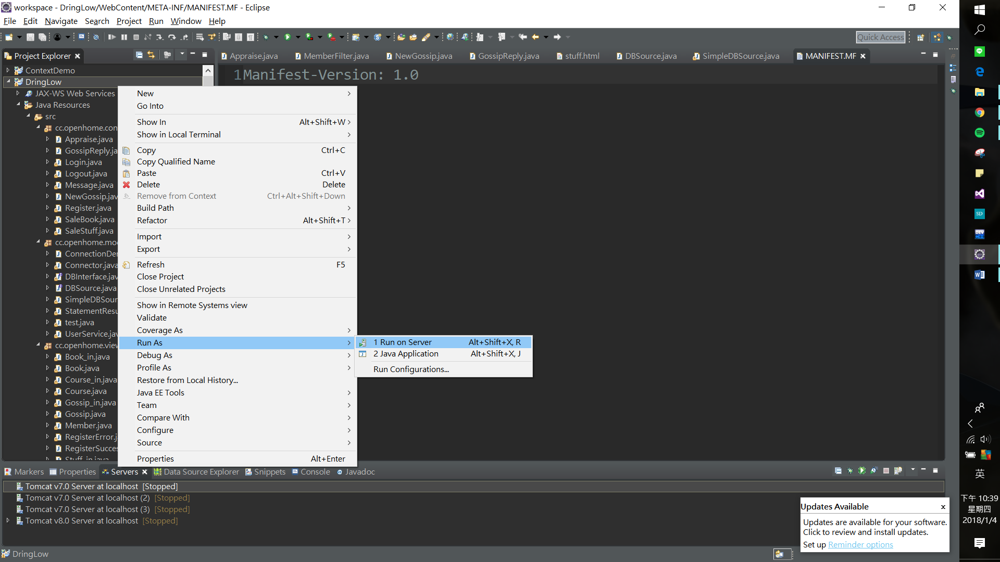 workspace - DringLow/WebContent/META-INF/MANIFEST.MF - Eclipse
File Edit Navigate Search Project Run Window Help
Quick Access
Project Explorer
Appraise.java MemberFilter.java NewGossip.java GossipReply.java stuff.html DBSource.java SimpleDBSource.java MANIFEST.MF
1 Manifest-Version: 1.0
ContextDemo
DringLow
JAX-WS Web Services
Java Resources
src
cc.openhome.con
Appraise.java
GossipReply.ja
Login.java
Logout.java
Message.java
NewGossip.jav
Register.java
SaleBook.java
SaleStuff.java
cc.openhome.mo
ConnectionDe
Connector.java
DBInterface.jav
DBSource.java
SimpleDBSour
StatementResu
test.java
UserService.jav
cc.openhome.view
Book_in.java
Book.java
Course_in.java
Course.java
Gossip_in.java
Gossip.java
Member.java
RegisterError.j
RegisterSucces
Stuff_in.java
New
Go Into
Show In Alt+Shift+W
Show in Local Terminal
Copy Ctrl+C
Copy Qualified Name
Paste Ctrl+V
Delete Delete
Remove from Context Ctrl+Alt+Shift+Down
Build Path
Refactor Alt+Shift+T
Import
Export
Refresh F5
Close Project
Close Unrelated Projects
Show in Remote Systems view
Validate
Coverage As
Run As
Debug As
Profile As
Restore from Local History...
Java EE Tools
Team
Compare With
Configure
Source
Properties Alt+Enter
1 Run on Server Alt+Shift+X, R
2 Java Application Alt+Shift+X, J
Run Configurations...
Markers Properties Servers Data Source Explorer Snippets Console Javadoc
Tomcat v7.0 Server at localhost [Stopped]
Tomcat v7.0 Server at localhost (2) [Stopped]
Tomcat v7.0 Server at localhost (3) [Stopped]
Tomcat v8.0 Server at localhost [Stopped]
DringLow
Updates Available
Updates are available for your software.
Click to review and install updates.
Set up Reminder options
SD
DEV
英
下午 10:39
星期四
2018/1/4